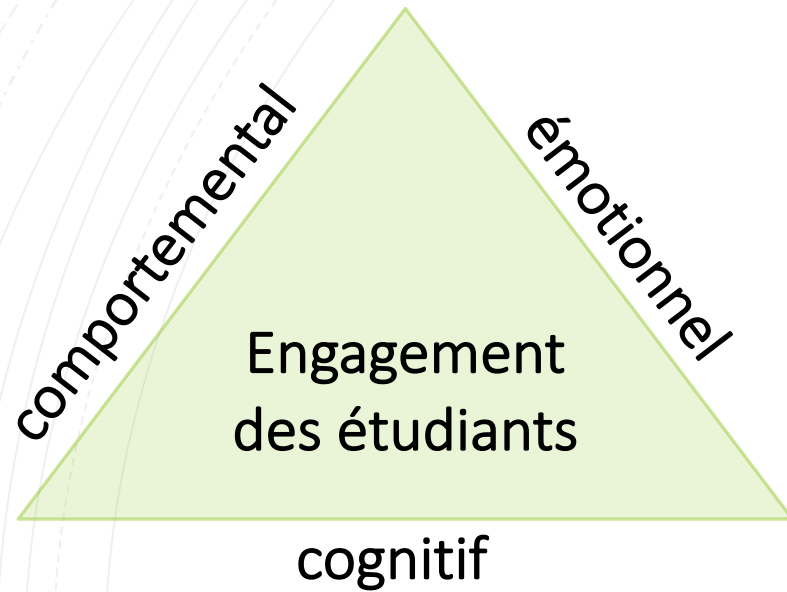 comportemental
émotionnel
Engagement
des étudiants
cognitif